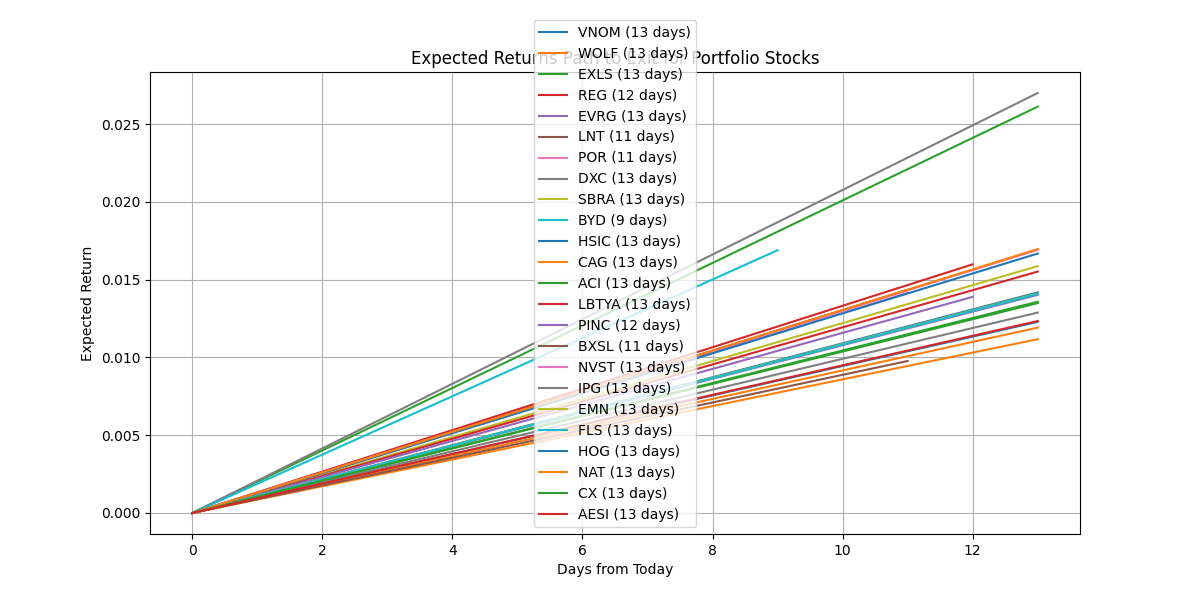 Expected Returns Path to Exit for Portfolio Stocks
VNOM (13 days)
WOLF (13 days)
EXLS (13 days)
REG (12 days)
EVRG (13 days)
LNT (11 days)
POR (11 days)
DXC (13 days)
SBRA (13 days)
BYD (9 days)
HSIC (13 days)
CAG (13 days)
ACI (13 days)
LBTYA (13 days)
PINC (12 days)
BXSL (11 days)
NVST (13 days)
IPG (13 days)
EMN (13 days)
FLS (13 days)
HOG (13 days)
NAT (13 days)
CX (13 days)
AESI (13 days)
Expected Return
0.025
0.020
0.015
0.010
0.005
0.000
0 2 4 6 8 10 12
Days from Today